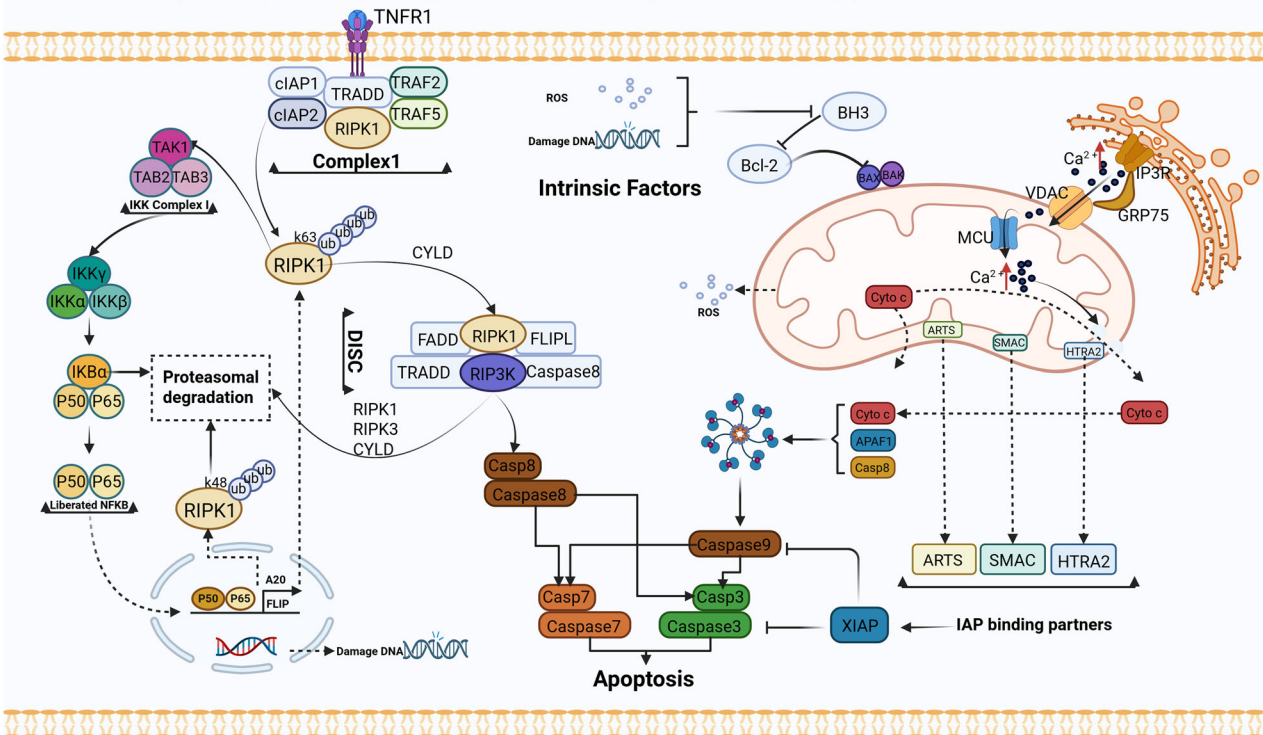 TNFR1
cIAP1
TRADD
TRAF2
cIAP2
RIPK1
TRAF5
Complex1
TAK1
TAB2
TAB3
IKK Complex I
k63
ub
ub
ub
ub
RIPK1
CYLD
IKKγ
IKKα
IKKβ
DISC
FADD
RIPK1
FLIPL
TRADD
RIP3K
Caspase8
IKBα
P50
P65
Proteasomal
degradation
RIPK1
RIPK3
CYLD
P50
P65
Liberated NFKB
k48
ub
ub
ub
RIPK1
P50
P65
A20
FLIP
Damage DNA
Casp8
Caspase8
Casp7
Caspase7
Caspase9
Casp3
Caspase3
Apoptosis
XIAP
IAP binding partners
ROS
Damage DNA
Intrinsic Factors
BH3
Bcl-2
BAX
BAK
Ca2+
IP3R
VDAC
GRP75
MCU
Ca2+
ROS
Cyto c
ARTS
SMAC
HTRA2
Cyto c
APAF1
Casp8
Cyto c
ARTS
SMAC
HTRA2